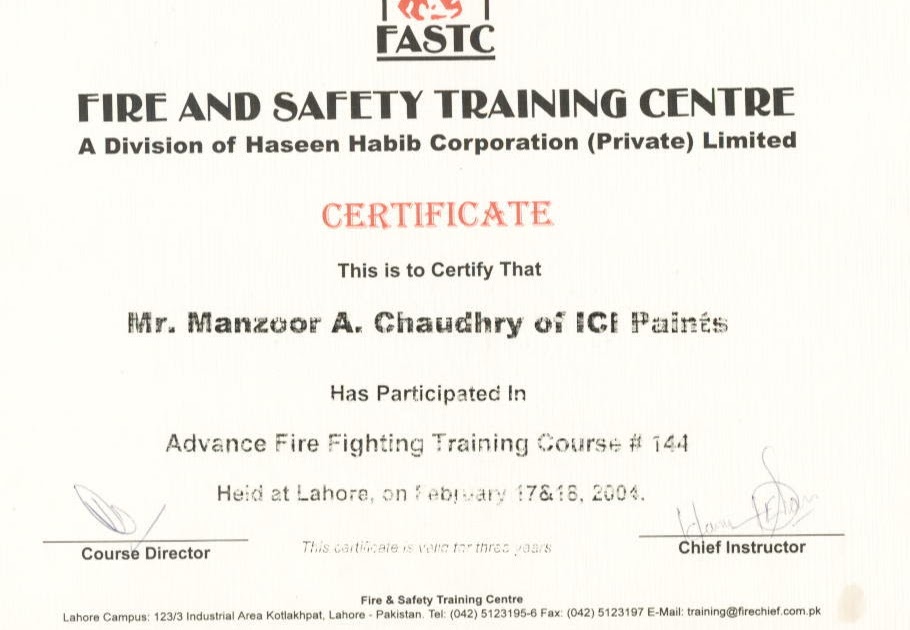 FASTC
FIRE AND SAFETY TRAINING CENTRE
A Division of Haseen Habib Corporation (Private) Limited
CERTIFICATE
This is to Certify That
Mr. Manzoor A. Chaudhry of ICI Paints
Has Participated In
Advance Fire Fighting Training Course # 144
Held at Lahore, on February 17&18, 2004.
Course Director
This certificate is valid for three years
Chief Instructor
Fire & Safety Training Centre
Lahore Campus: 123/3 Industrial Area Kotlakhpat, Lahore - Pakistan. Tel: (042) 5123195-6 Fax: (042) 5123197 E-Mail: training@firechief.com.pk